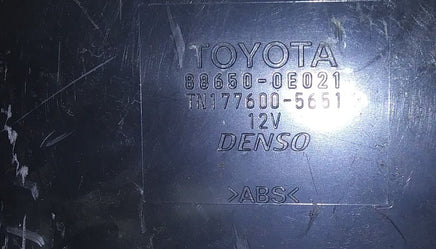 TOYOTA
88650-0E021
TN177600-5651
12V
DENSO
>ABS<